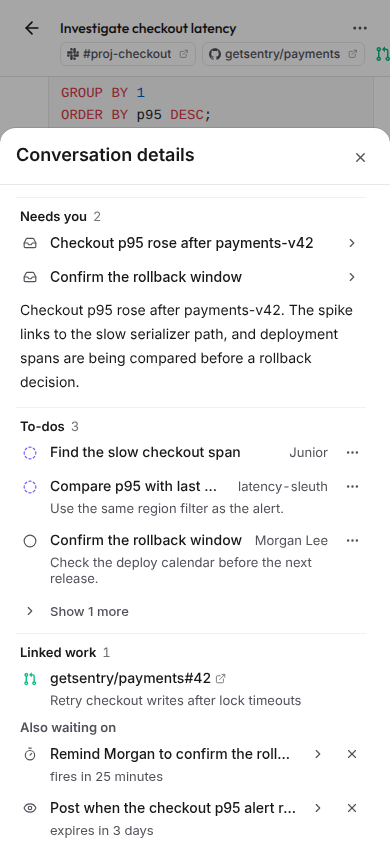 Investigate checkout latency
#proj-checkout getsentry/payments
GROUP BY 1
ORDER BY p95 DESC;
Conversation details
Needs you 2
Checkout p95 rose after payments-v42
Confirm the rollback window
Checkout p95 rose after payments-v42. The spike
links to the slow serializer path, and deployment
spans are being compared before a rollback
decision.
To-dos 3
Find the slow checkout span Junior
Compare p95 with last ... latency-sleuth
Use the same region filter as the alert.
Confirm the rollback window Morgan Lee
Check the deploy calendar before the next
release.
Show 1 more
Linked work 1
getsentry/payments#42
Retry checkout writes after lock timeouts
Also waiting on
Remind Morgan to confirm the roll...
fires in 25 minutes
Post when the checkout p95 alert r...
expires in 3 days